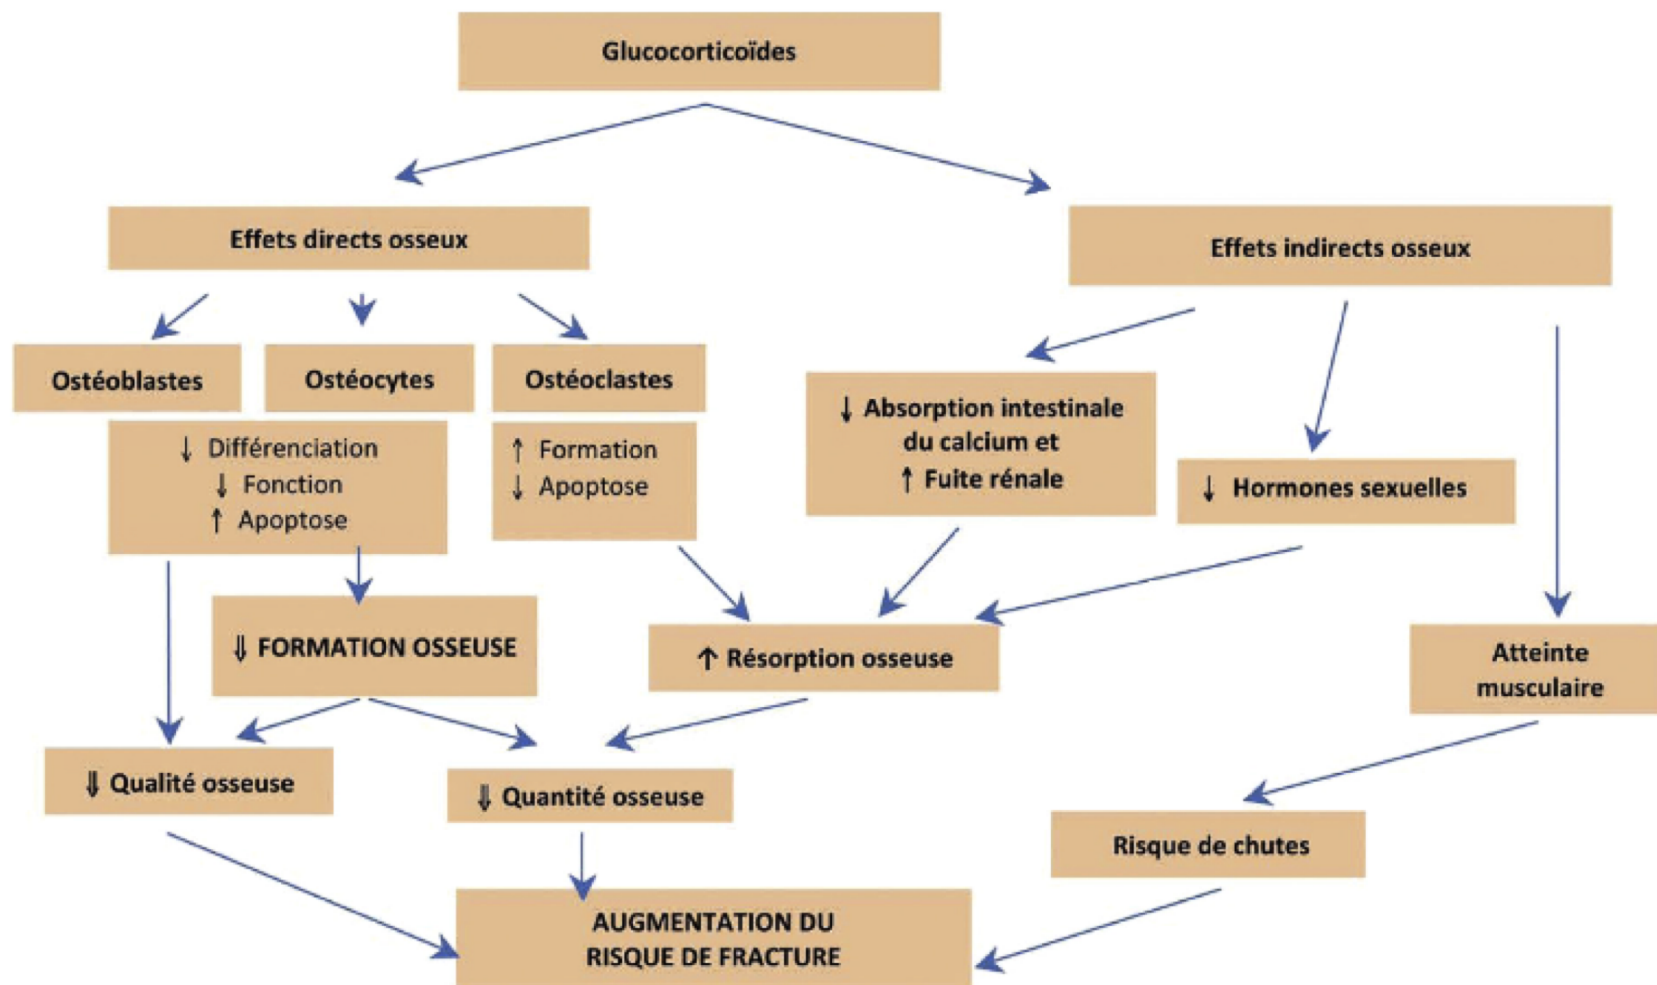 Glucocorticoïdes
Effets directs osseux
Effets indirects osseux
Ostéoblastes
Ostéocytes
Ostéoclastes
↓ Différenciation
↓ Fonction
↑ Apoptose
↑ Formation
↓ Apoptose
↓ Absorption intestinale
du calcium et
↑ Fuite rénale
↓ Hormones sexuelles
⇓ FORMATION OSSEUSE
↑ Résorption osseuse
Atteinte
musculaire
⇓ Qualité osseuse
⇓ Quantité osseuse
Risque de chutes
AUGMENTATION DU
RISQUE DE FRACTURE